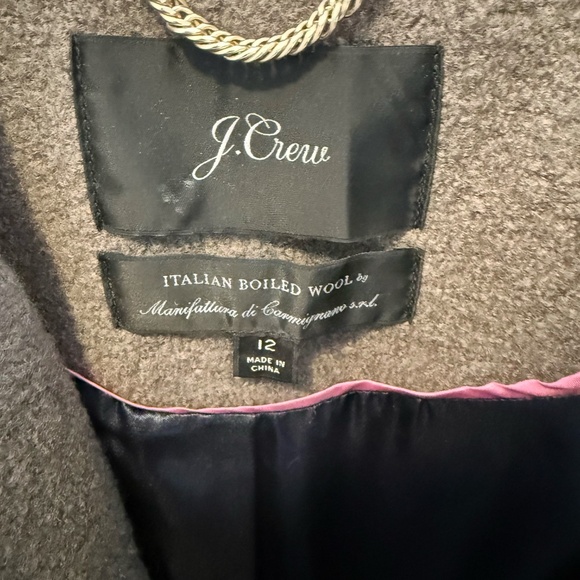 J.Crew
ITALIAN BOILED WOOL by
Manifattura di Carmignano s.r.l.
12
MADE IN
CHINA